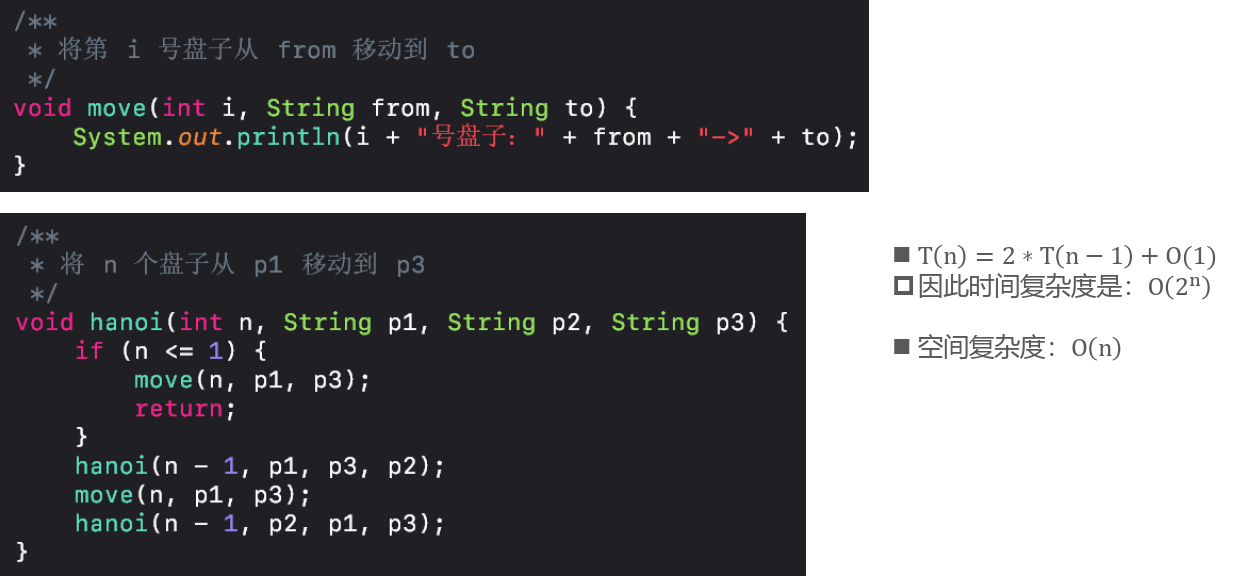 /**
 * 将第 i 号盘子从 from 移动到 to
 */
void move(int i, String from, String to) {
    System.out.println(i + "号盘子：" + from + "->" + to);
}
/**
 * 将 n 个盘子从 p1 移动到 p3
 */
void hanoi(int n, String p1, String p2, String p3) {
    if (n <= 1) {
        move(n, p1, p3);
        return;
    }
    hanoi(n - 1, p1, p3, p2);
    move(n, p1, p3);
    hanoi(n - 1, p2, p1, p3);
}
■ T(n) = 2 ∗ T(n − 1) + O(1)
因此时间复杂度是：O(2ⁿ)
■ 空间复杂度：O(n)